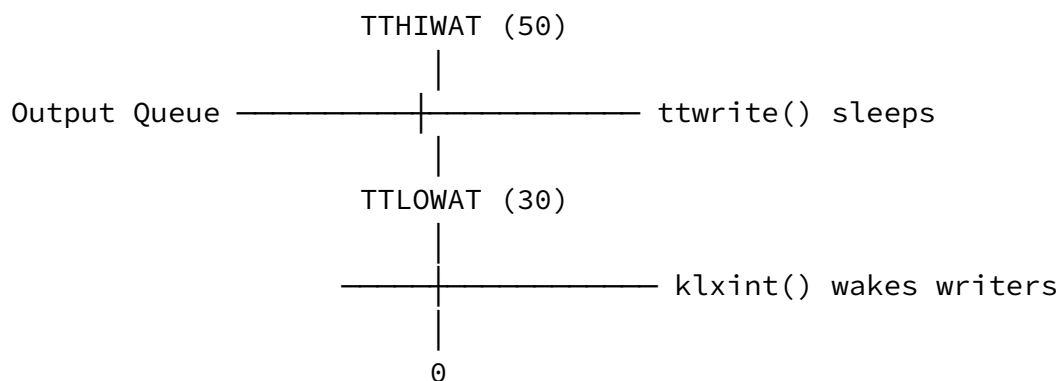 TTHIWAT (50)
Output Queue ttwrite() sleeps
TTLOWAT (30)
klxint() wakes writers
0